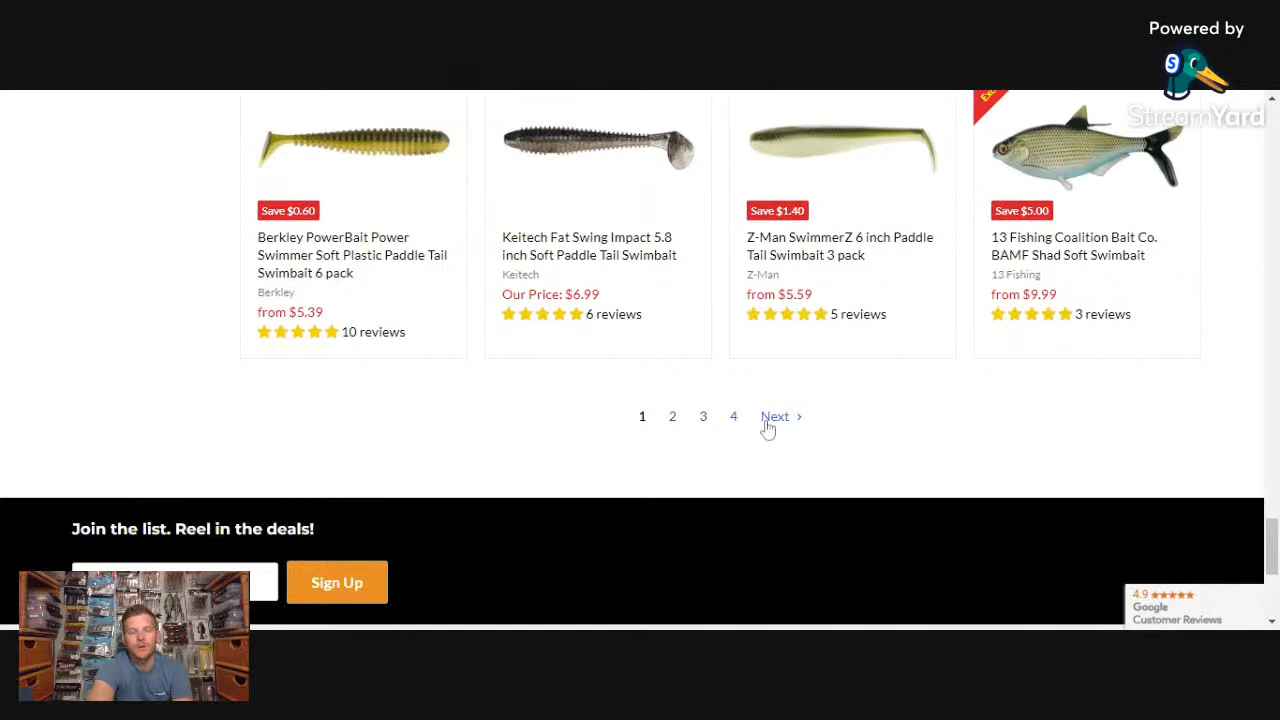 Powered by
StreamYard
Save $0.60
Berkley PowerBait Power
Swimmer Soft Plastic Paddle Tail
Swimbait 6 pack
Berkley
from $5.39
10 reviews
Keitech Fat Swing Impact 5.8
inch Soft Paddle Tail Swimbait
Keitech
Our Price: $6.99
6 reviews
Save $1.40
Z-Man SwimmerZ 6 inch Paddle
Tail Swimbait 3 pack
Z-Man
from $5.59
5 reviews
Save $5.00
13 Fishing Coalition Bait Co.
BAMF Shad Soft Swimbait
13 Fishing
from $9.99
3 reviews
1 2 3 4 Next >
Join the list. Reel in the deals!
Sign Up
4.9
Google
Customer Reviews